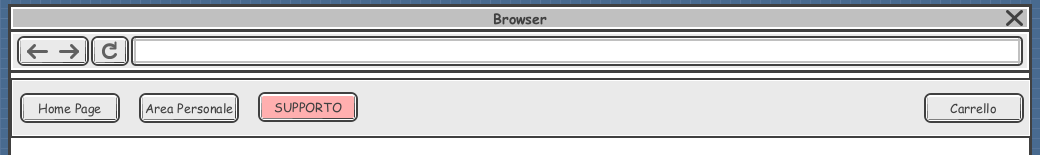 Browser
Home Page
Area Personale
SUPPORTO
Carrello